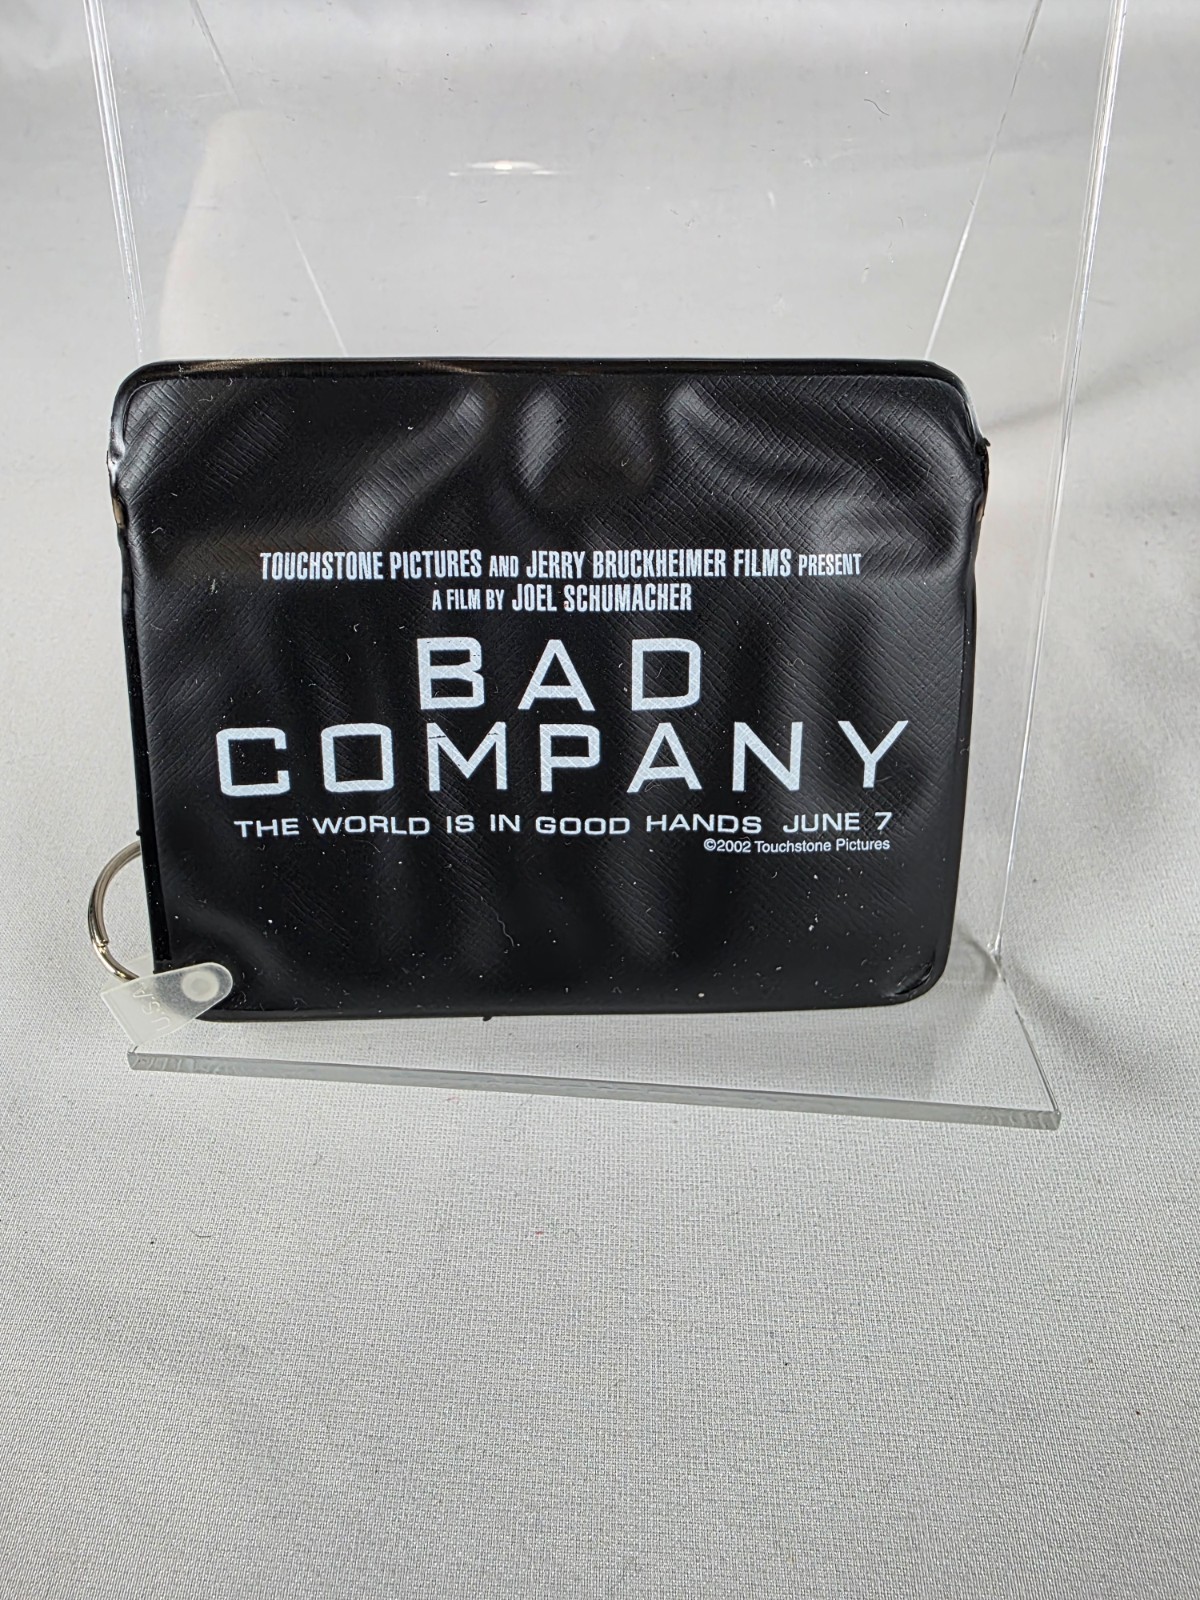 TOUCHSTONE PICTURES AND JERRY BRUCKHEIMER FILMS PRESENT
A FILM BY JOEL SCHUMACHER
BAD
COMPANY
THE WORLD IS IN GOOD HANDS JUNE 7
©2002 Touchstone Pictures
U.S.A